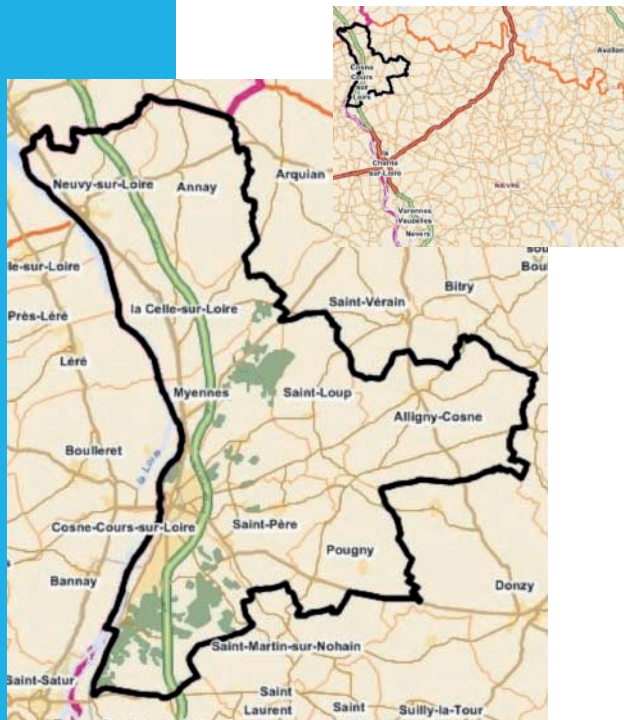 Avallon
Cosne
Cours
sur
Loire
la
Charité
sur-Loire
NIEVRE
Varennes
Vauzelles
Nevers
Neuvy-sur-Loire
Annay
Arquian
lle-sur-Loire
Saint-Vérain
Bitry
sou
Bou
la Celle-sur-Loire
Près-Léré
Léré
Myennes
Saint-Loup
Alligny-Cosne
Boulleret
la Loire
Cosne-Cours-sur-Loire
Saint-Père
Pougny
Bannay
Donzy
Saint-Martin-sur-Nohain
Saint-Satur
Saint
Laurent
Saint
Suilly-la-Tour